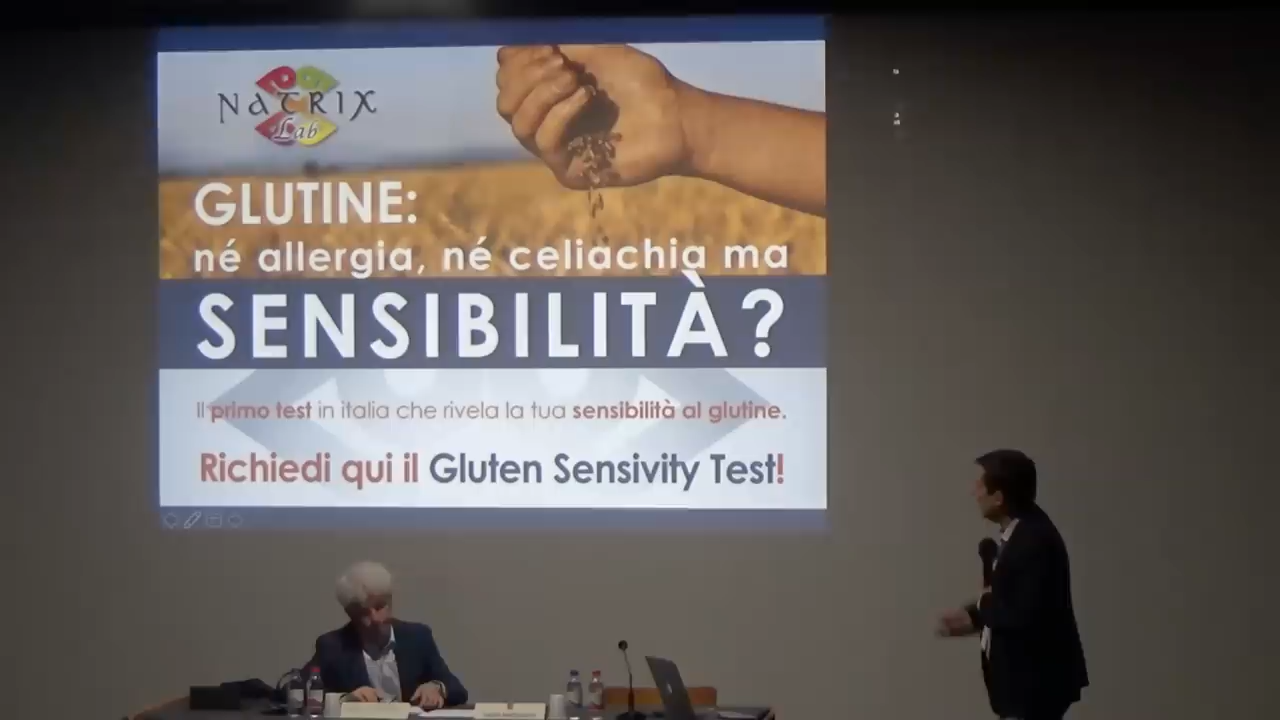 NATRIX
Lab
GLUTINE:
né allergia, né celiachia ma
SENSIBILITÀ?
Il primo test in italia che rivela la tua sensibilità al glutine.
Richiedi qui il Gluten Sensivity Test!